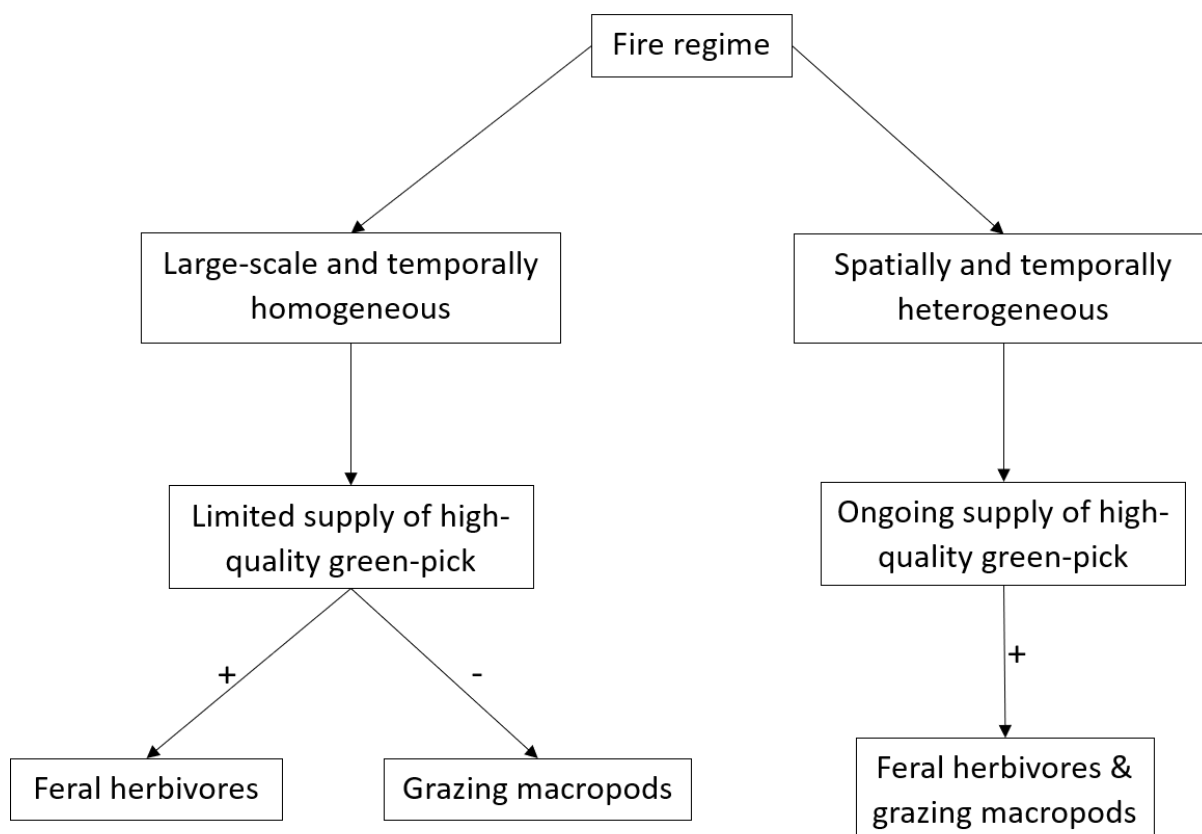 Fire regime
Large-scale and temporally
homogeneous
Spatially and temporally
heterogeneous
Limited supply of high-
quality green-pick
Ongoing supply of high-
quality green-pick
+
-
+
Feral herbivores
Grazing macropods
Feral herbivores &
grazing macropods